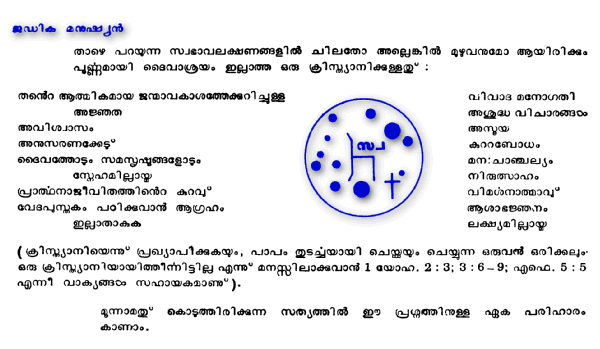 ജഡിക മനുഷ്യൻ
താഴെ പറയുന്ന സ്വഭാവലക്ഷണങ്ങളിൽ ചിലതോ അല്ലെങ്കിൽ മുഴുവനുമോ ആയിരിക്കും
പൂർണ്ണമായി ദൈവാശ്രയം ഇല്ലാത്ത ഒരു ക്രിസ്ത്യാനിക്കുള്ളതു് :
തൻെറ ആത്മികമായ ജന്മാവകാശത്തേക്കുറിച്ചുള്ള
അജ്ഞത
അവിശ്വാസം
അനുസരണക്കേടു്
ദൈവത്തോടും സമസൃഷ്ടങ്ങളോടും
സ്നേഹമില്ലായ്മ
പ്രാർത്ഥനാജീവിതത്തിൻെറ കുറവു്
വേദപുസ്തകം പഠിക്കുവാൻ ആഗ്രഹം
ഇല്ലാതാകുക
സ്വ
വിവാദ മനോഗതി
അശുദ്ധ വിചാരങ്ങൾ
അസൂയ
കുററബോധം
മന:ചാഞ്ചല്യം
നിരുത്സാഹം
വിമർശനാത്മാവു്
ആശാഭഞ്ജനം
ലക്ഷ്യമില്ലായ്മ
(ക്രിസ്ത്യാനിയെന്നു് പ്രഖ്യാപിക്കുകയും, പാപം തുടർച്ചയായി ചെയ്യുകയും ചെയ്യുന്ന ഒരുവൻ ഒരിക്കലും
ഒരു ക്രിസ്ത്യാനിയായിത്തീർന്നിട്ടില്ല എന്നു് മനസ്സിലാക്കുവാൻ 1 യോഹ. 2 : 3; 3 : 6 – 9; എഫെ. 5 : 5
എന്നീ വാക്യങ്ങൾ സഹായകമാണു്).
മൂന്നാമതു് കൊടുത്തിരിക്കുന്ന സത്യത്തിൽ ഈ പ്രശ്നത്തിനുള്ള ഏക പരിഹാരം
കാണാം.